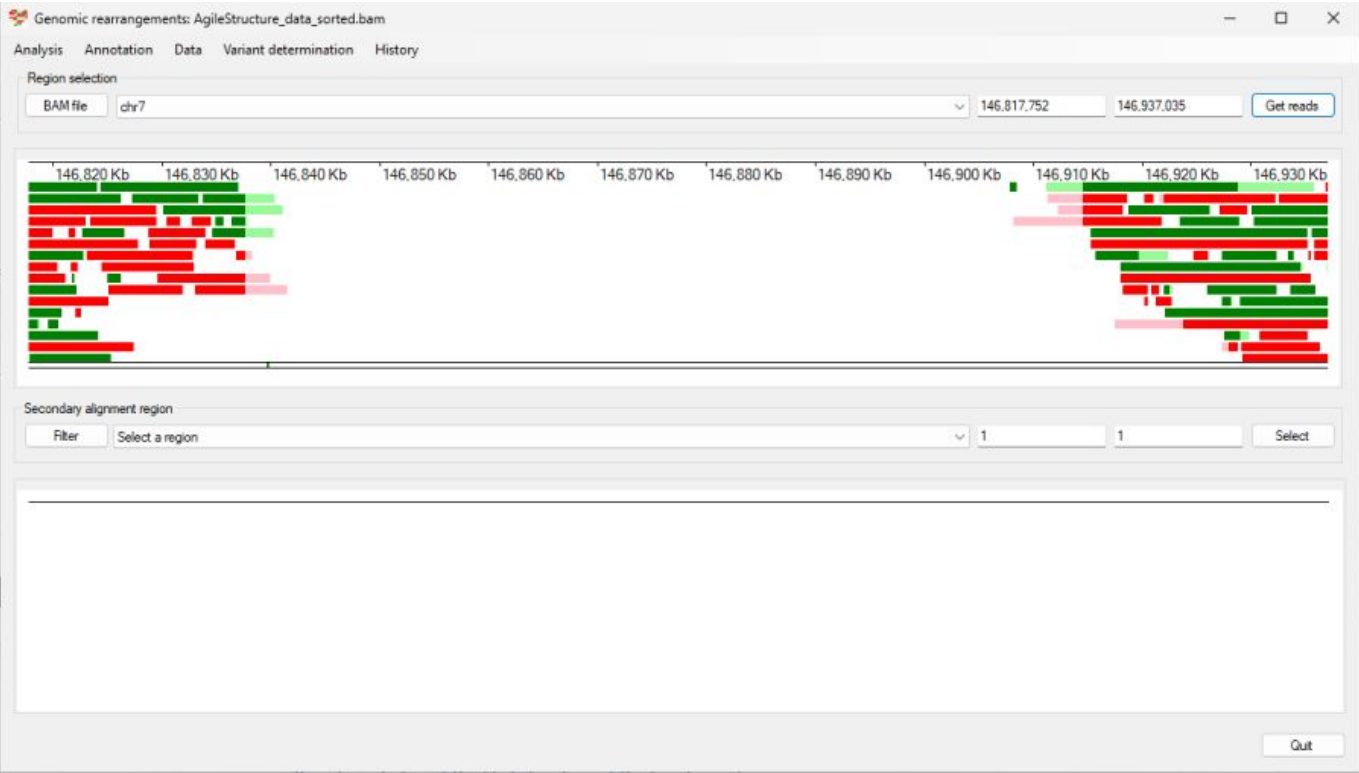 Genomic rearrangements: AgileStructure_data_sorted.bam
Analysis Annotation Data Variant determination History
Region selection
BAM file chr7 146,817,752 146,937,035 Get reads
146,820 Kb 146,830 Kb 146,840 Kb 146,850 Kb 146,860 Kb 146,870 Kb 146,880 Kb 146,890 Kb 146,900 Kb 146,910 Kb 146,920 Kb 146,930 Kb
Secondary alignment region
Filter Select a region 1 1 Select
Quit